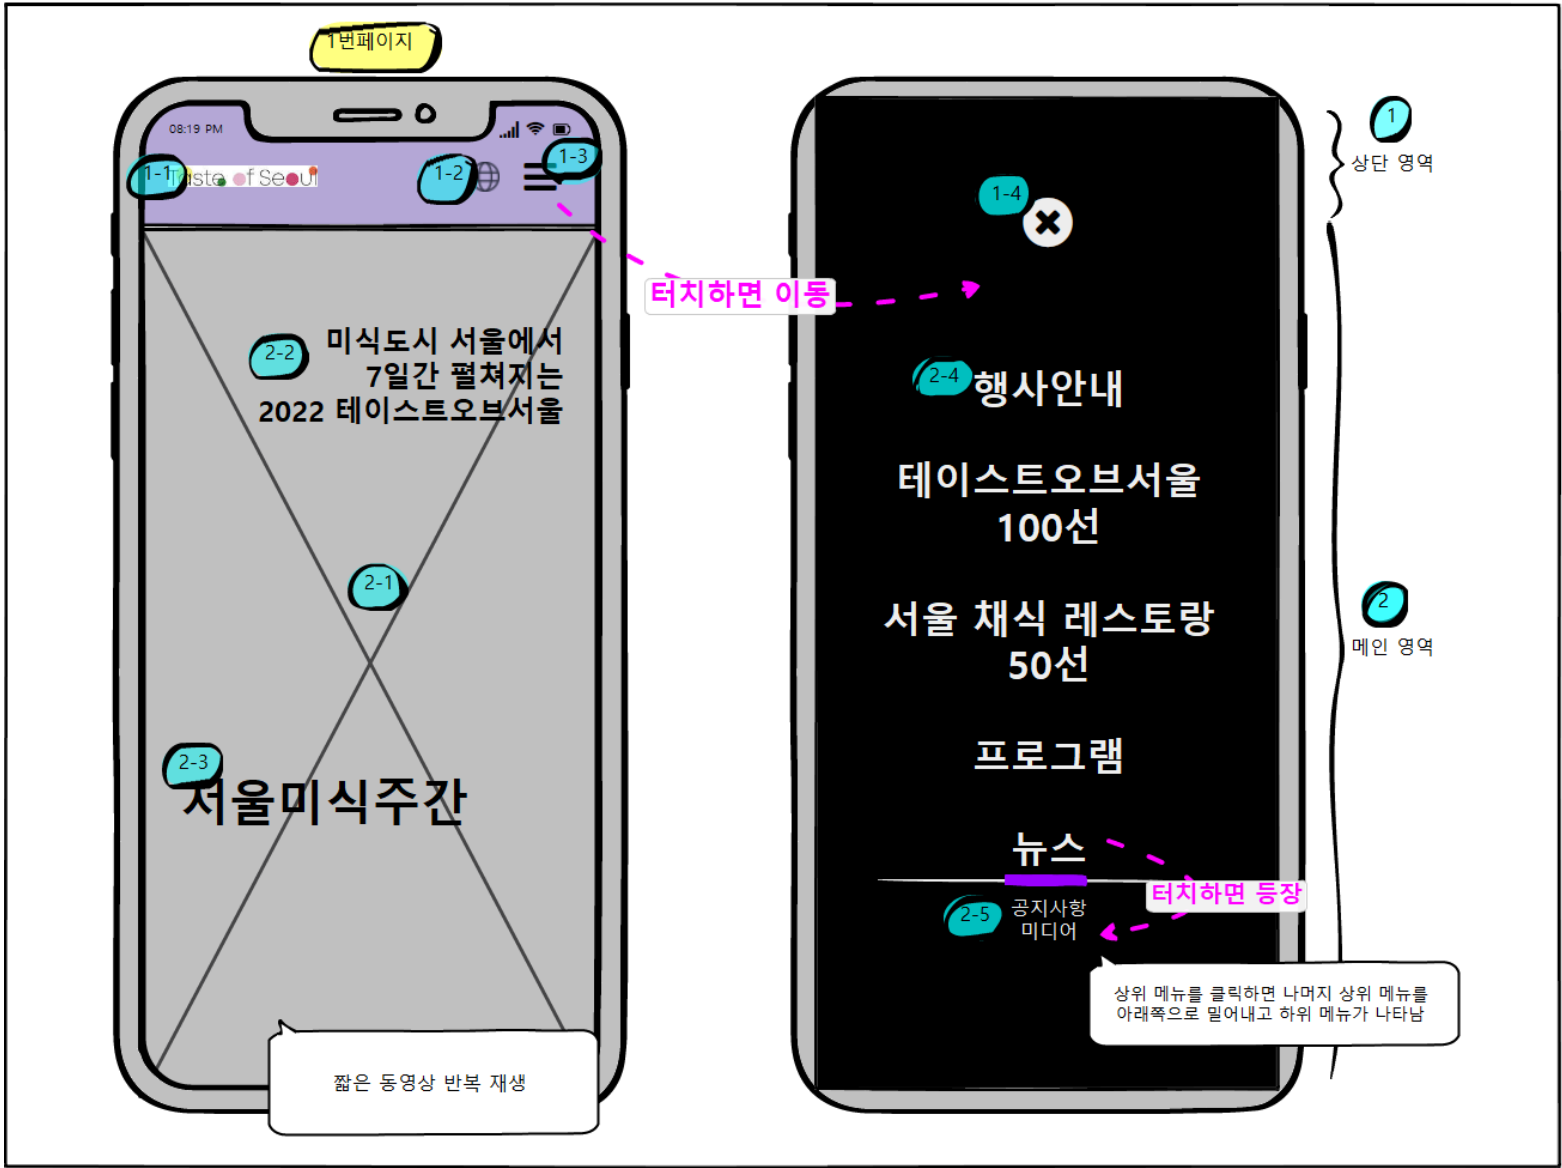 1번페이지
08:19 PM
1-1
Taste of Seoul
1-2
1-3
2-2
미식도시 서울에서
7일간 펼쳐지는
2022 테이스트오브서울
2-1
2-3
서울미식주간
짧은 동영상 반복 재생
터치하면 이동
1-4
2-4
행사안내
테이스트오브서울
100선
서울 채식 레스토랑
50선
프로그램
뉴스
터치하면 등장
2-5
공지사항
미디어
상위 메뉴를 클릭하면 나머지 상위 메뉴를
아래쪽으로 밀어내고 하위 메뉴가 나타남
1
상단 영역
2
메인 영역